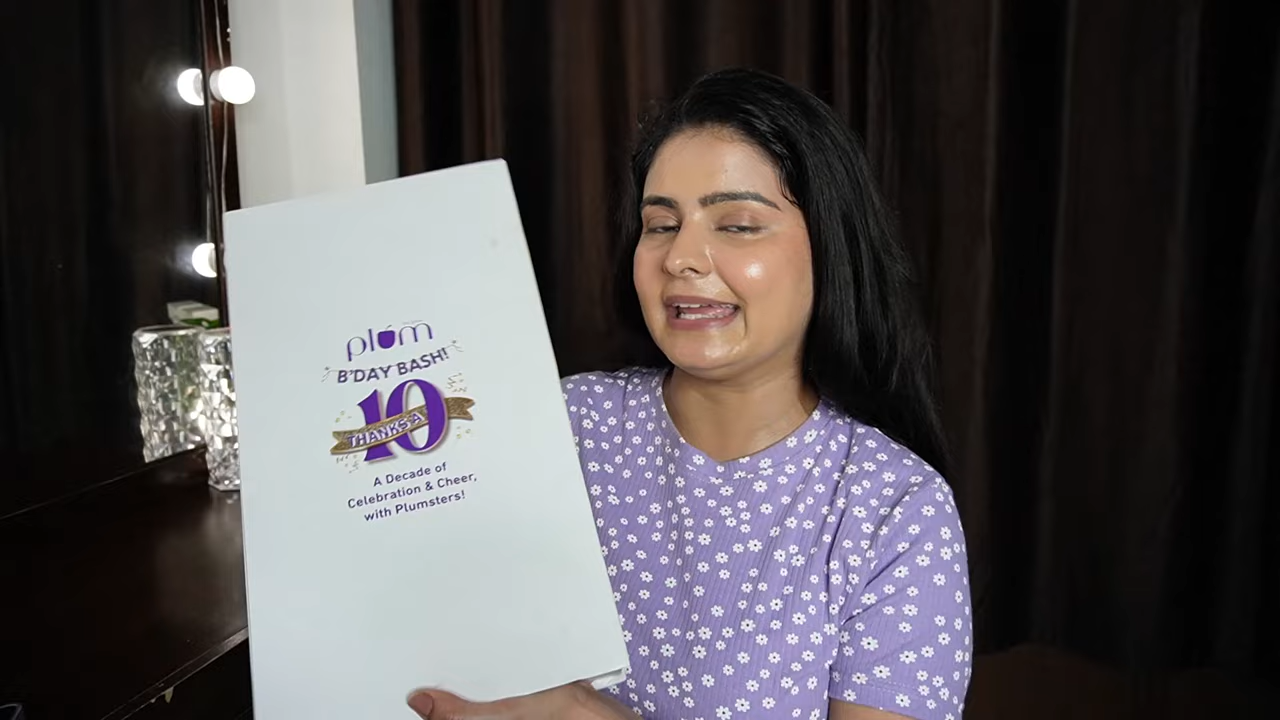 plum
B'DAY BASH!
10
THANKS A
A Decade of
Celebration & Cheer,
with Plumsters!